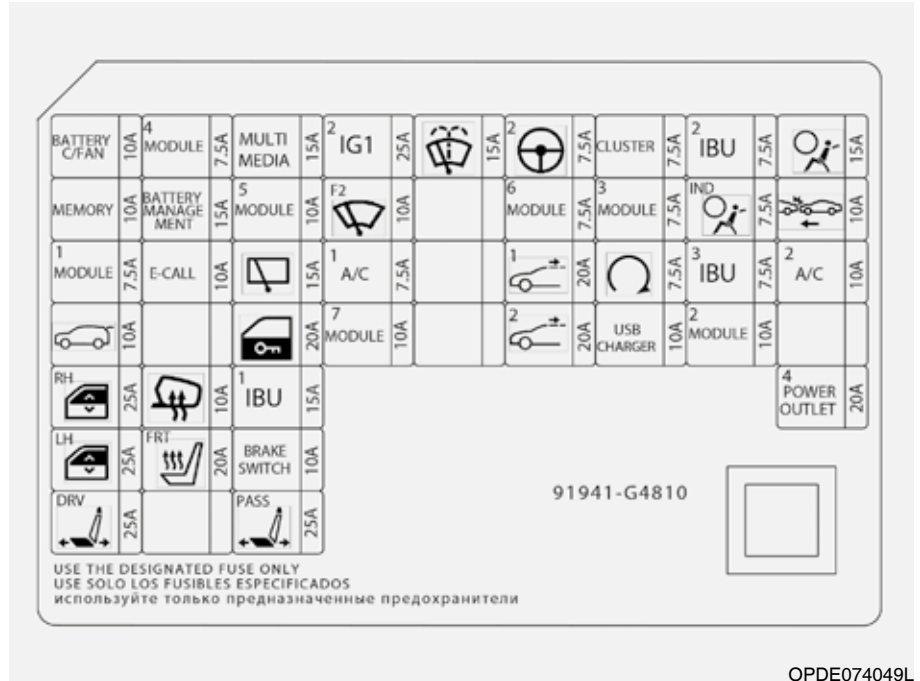 BATTERY C/FAN 10A 4 MODULE 7.5A MULTI MEDIA 15A 2 IG1 25A 15A 2 7.5A CLUSTER 7.5A 2 IBU 7.5A 15A
MEMORY 10A BATTERY MANAGE MENT 15A 5 MODULE 10A F2 10A 6 MODULE 7.5A 3 MODULE 7.5A IND 7.5A 10A
1 MODULE 7.5A E-CALL 10A 15A 1 A/C 7.5A 1 20A 7.5A 3 IBU 7.5A 2 A/C 10A
10A 20A 7 MODULE 10A 2 20A USB CHARGER 10A 2 MODULE 10A
RH 25A 10A 1 IBU 15A 4 POWER OUTLET 20A
LH 25A FRT 20A BRAKE SWITCH 10A
DRV 25A PASS 25A
91941-G4810
USE THE DESIGNATED FUSE ONLY
USE SOLO LOS FUSIBLES ESPECIFICADOS
используйте только предназначенные предохранители
OPDE074049L